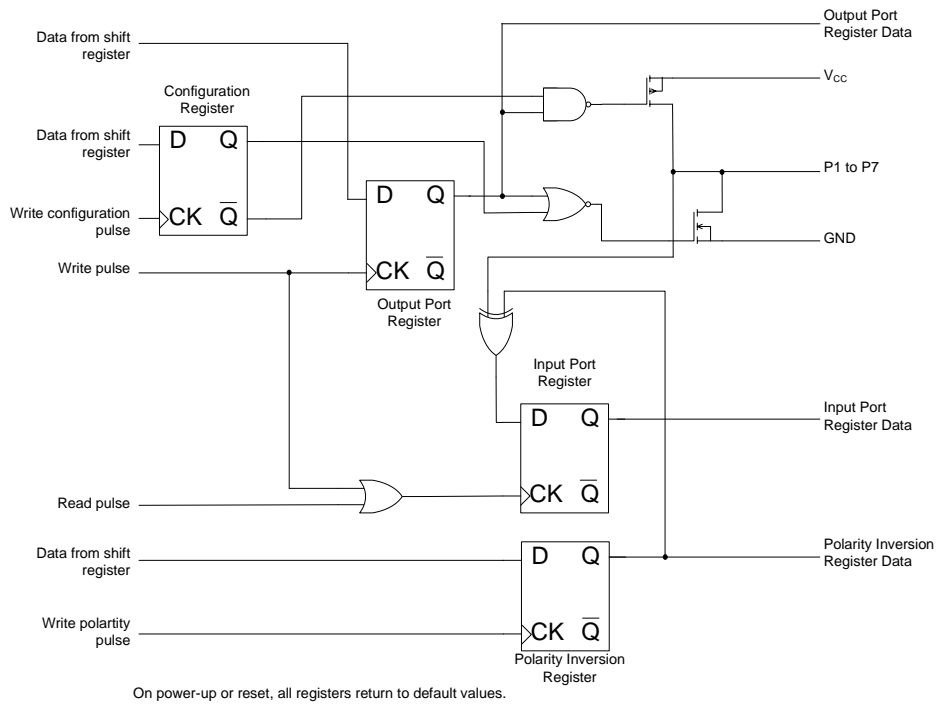 Output Port
Register Data
Data from shift
register
VCC
Configuration
Register
Data from shift
register
D Q
P1 to P7
D Q
Write configuration
pulse
CK Q
GND
Write pulse
CK Q
Output Port
Register
Input Port
Register
D Q
Input Port
Register Data
Read pulse
CK Q
Data from shift
register
D Q
Polarity Inversion
Register Data
Write polartity
pulse
CK Q
Polarity Inversion
Register
On power-up or reset, all registers return to default values.